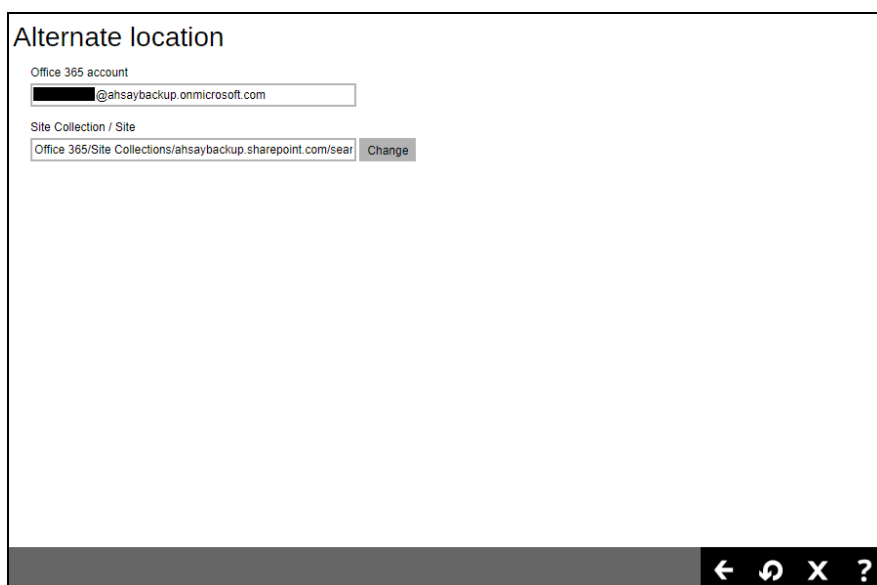 Alternate location
Office 365 account
@ahsaybackup.onmicrosoft.com
Site Collection / Site
Office 365/Site Collections/ahsaybackup.sharepoint.com/sear
Change
?